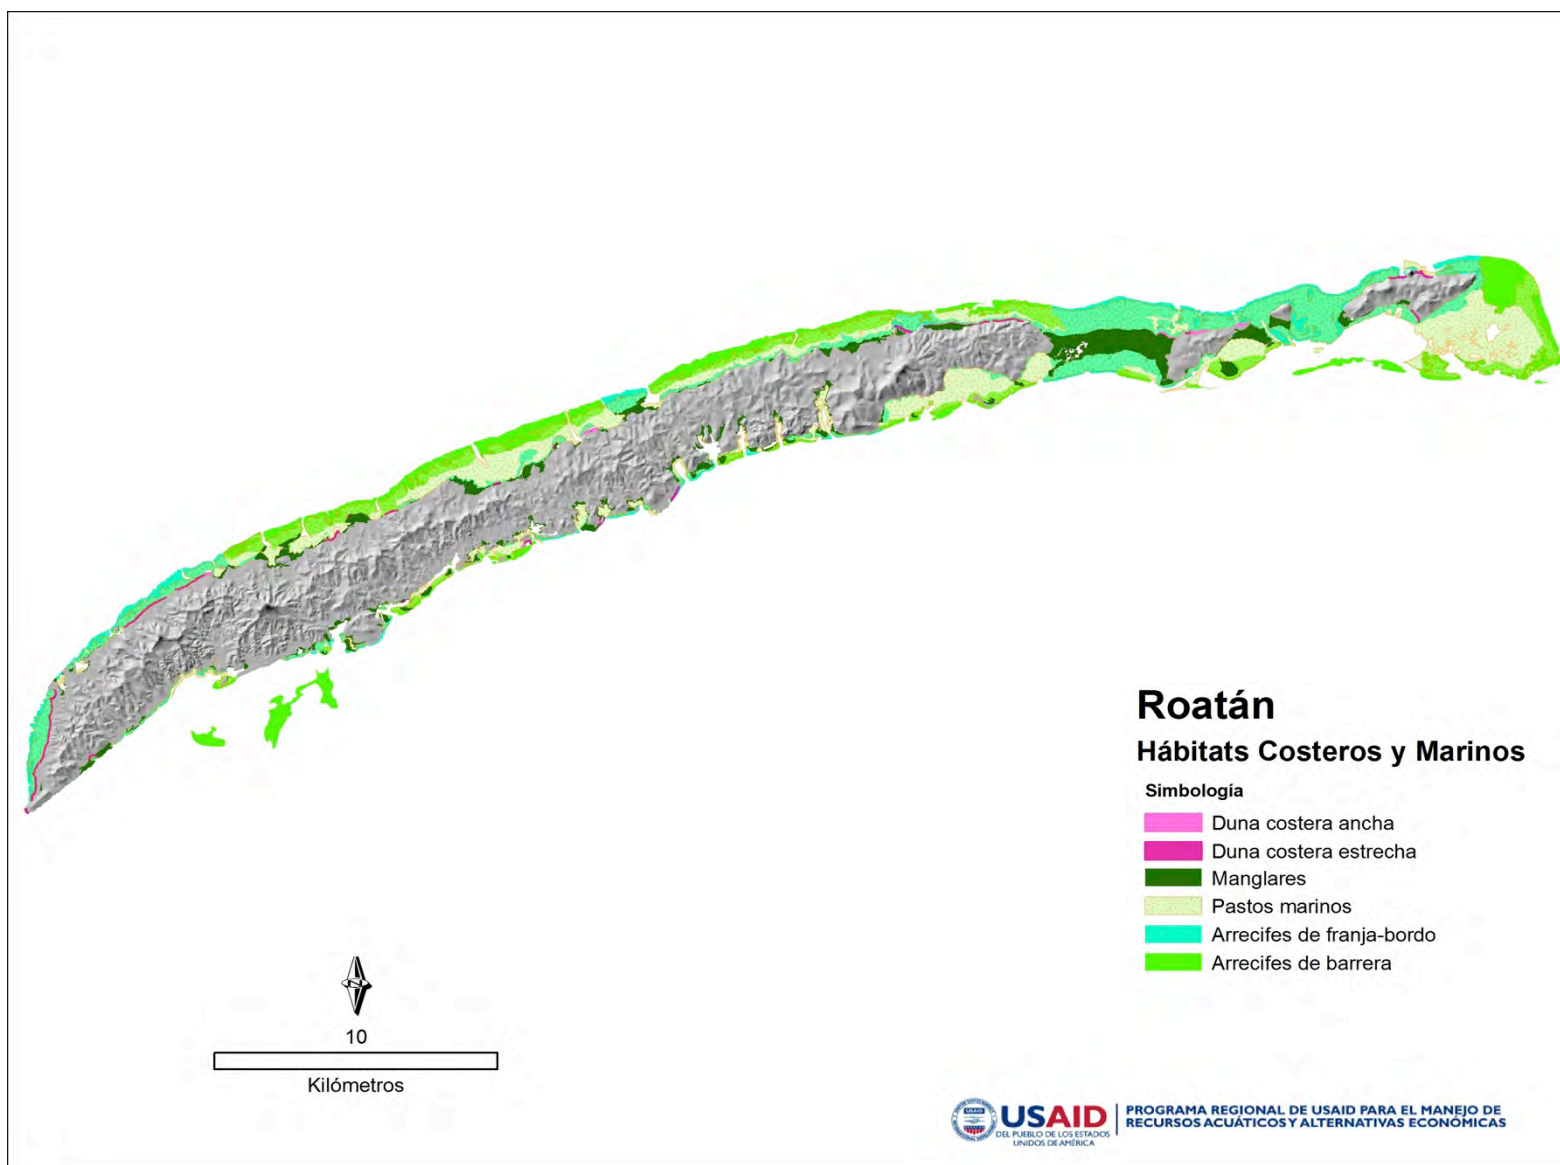 Roatán
Hábitats Costeros y Marinos
Simbología
Duna costera ancha
Duna costera estrecha
Manglares
Pastos marinos
Arrecifes de franja-bordo
Arrecifes de barrera
N
10
Kilómetros
USAID
DEL PUEBLO DE LOS ESTADOS
UNIDOS DE AMÉRICA
PROGRAMA REGIONAL DE USAID PARA EL MANEJO DE
RECURSOS ACUÁTICOS Y ALTERNATIVAS ECONÓMICAS